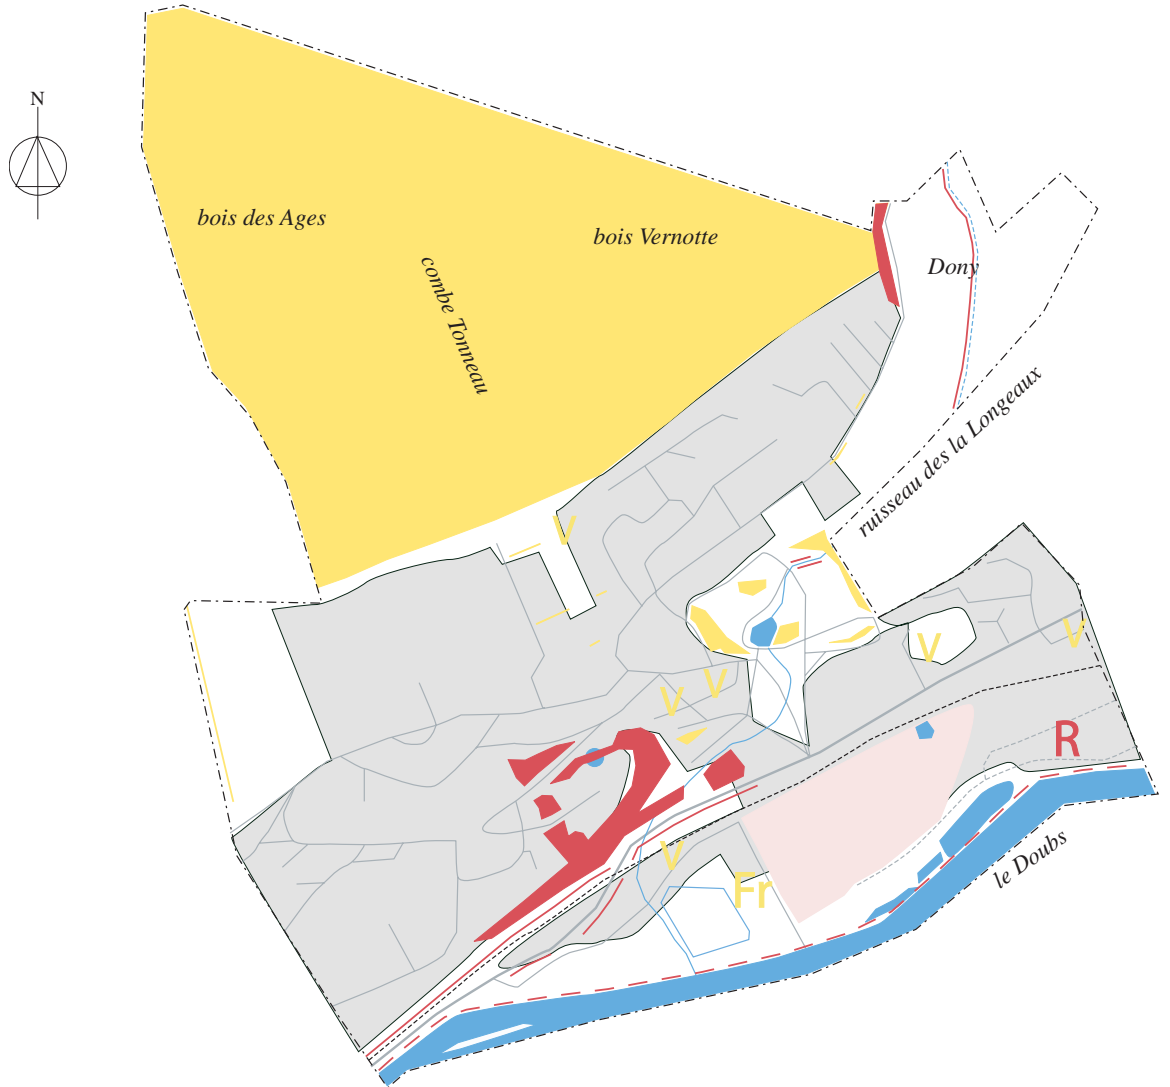 N
bois des Ages
bois Vernotte
combe Tonneau
Dony
ruisseau des la Longeaux
V
V
V
V
V
R
V
Fr
le Doubs